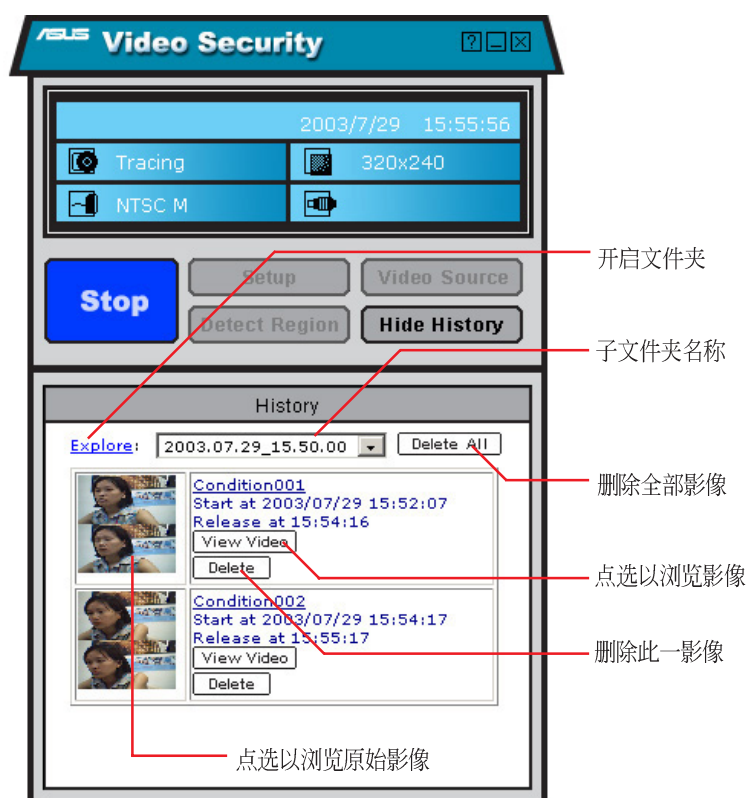 ASUS Video Security
2003/7/29 15:55:56
Tracing 320x240
NTSC M
开启文件夹
Stop
Setup Video Source
Detect Region Hide History
子文件夹名称
History
Explore: 2003.07.29_15.50.00 Delete All
删除全部影像
Condition001
Start at 2003/07/29 15:52:07
Release at 15:54:16
View Video
Delete
点选以浏览影像
Condition002
Start at 2003/07/29 15:54:17
Release at 15:55:17
View Video
Delete
删除此一影像
点选以浏览原始影像